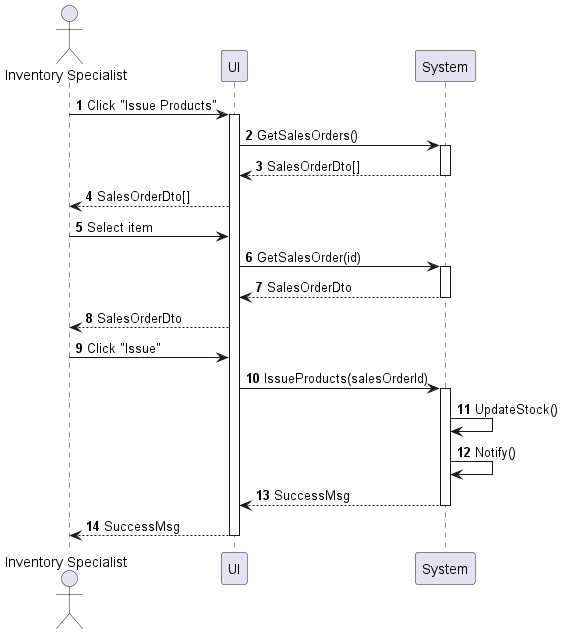 Inventory Specialist
UI
System
1 Click "Issue Products"
2 GetSalesOrders()
3 SalesOrderDto[]
4 SalesOrderDto[]
5 Select item
6 GetSalesOrder(id)
7 SalesOrderDto
8 SalesOrderDto
9 Click "Issue"
10 IssueProducts(salesOrderId)
11 UpdateStock()
12 Notify()
13 SuccessMsg
14 SuccessMsg
Inventory Specialist
UI
System